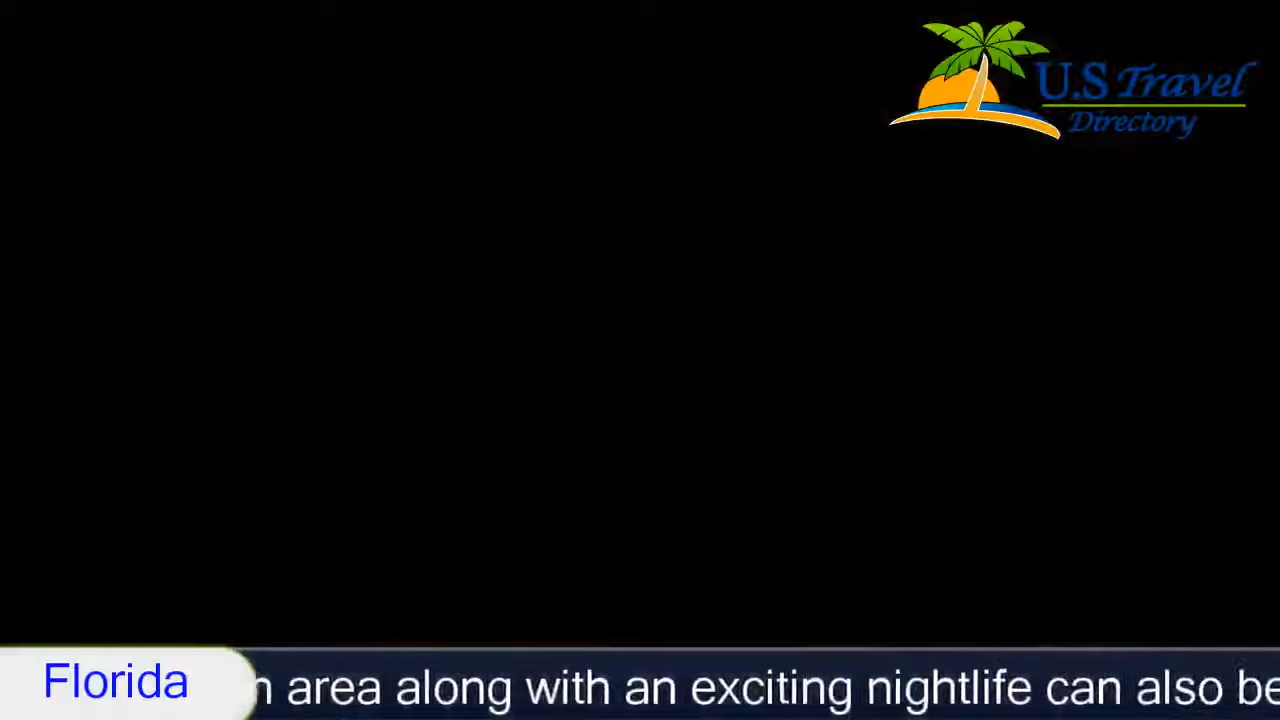 U.S Travel
Directory
Florida
area along with an exciting nightlife can also be